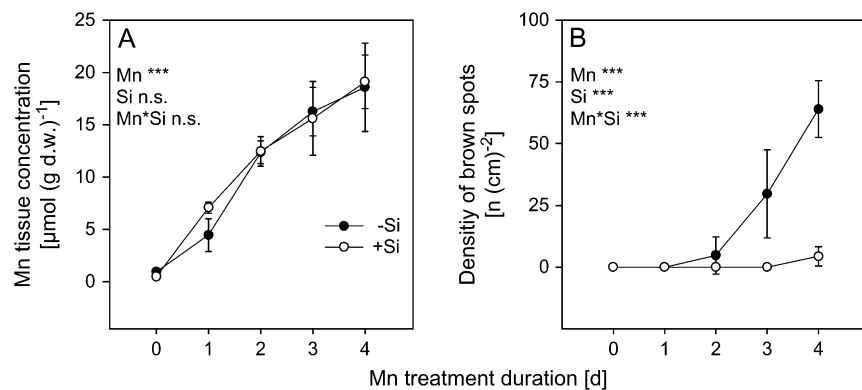 A
Mn ***
Si n.s.
Mn*Si n.s.
25
20
15
10
5
0
Mn tissue concentration
[µmol (g d.w.)-1]
-Si
+Si
0 1 2 3 4
B
Mn ***
Si ***
Mn*Si ***
100
75
50
25
0
Densitiy of brown spots
[n (cm)-2]
0 1 2 3 4
Mn treatment duration [d]